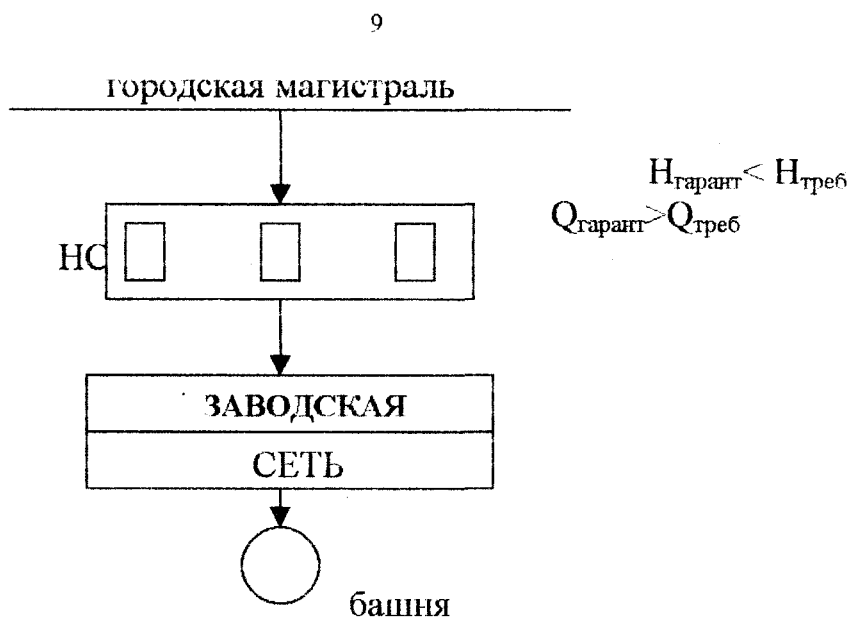 9
городская магистраль
Hгарант< Hтреб
Qгарант>Qтреб
НС
ЗАВОДСКАЯ
СЕТЬ
башня